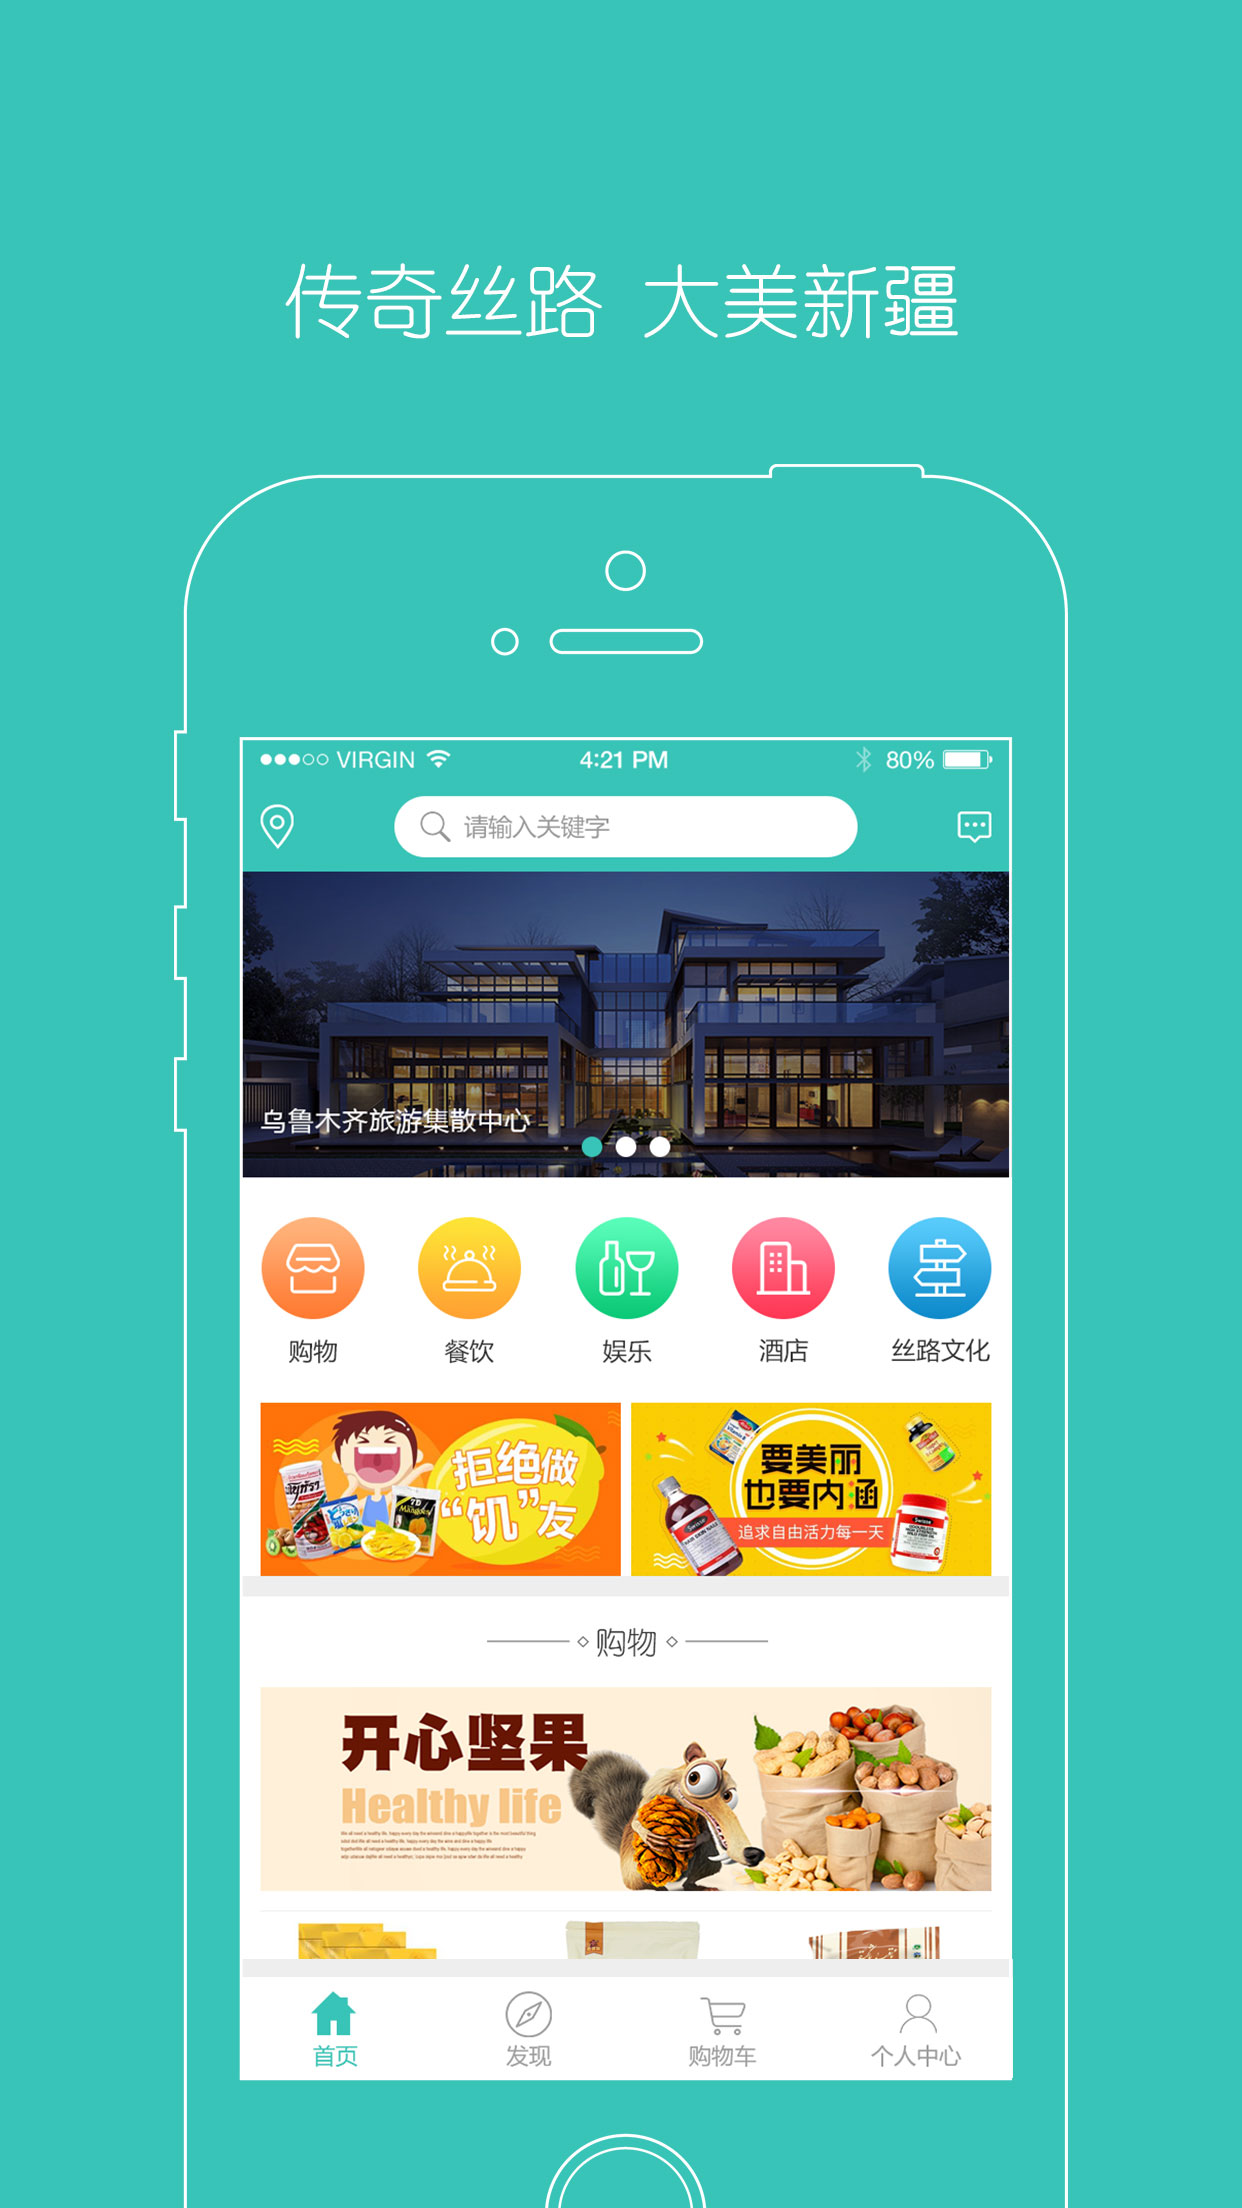 传奇丝路 大美新疆
VIRGIN 4:21 PM 80%
请输入关键字
乌鲁木齐旅游集散中心
购物 餐饮 娱乐 酒店 丝路文化
拒绝做
“饥”友
要美丽
也要内涵
追求自由活力每一天
Swisse
Swisse
购物
开心坚果
Healthy life
首页 发现 购物车 个人中心